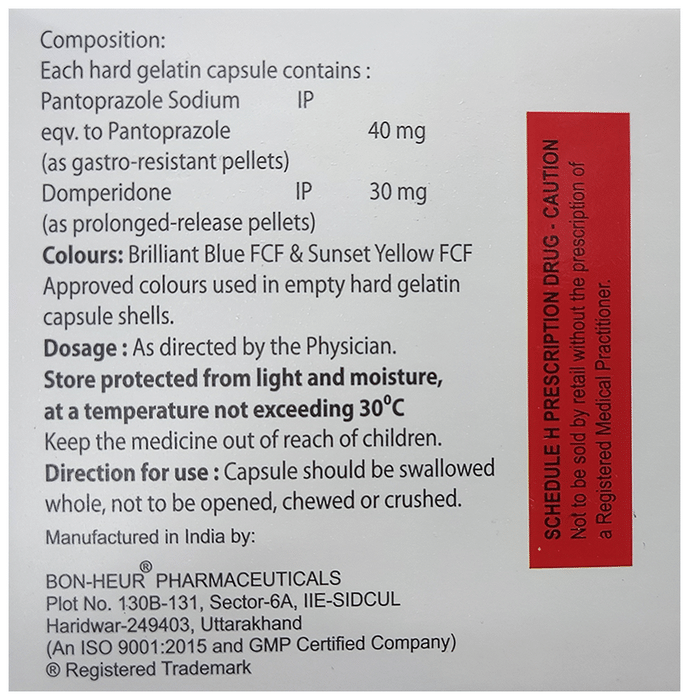 Composition:
Each hard gelatin capsule contains :
Pantoprazole Sodium IP
eqv. to Pantoprazole 40 mg
(as gastro-resistant pellets)
Domperidone IP 30 mg
(as prolonged-release pellets)
Colours: Brilliant Blue FCF & Sunset Yellow FCF
Approved colours used in empty hard gelatin
capsule shells.
Dosage : As directed by the Physician.
Store protected from light and moisture,
at a temperature not exceeding 30⁰C
Keep the medicine out of reach of children.
Direction for use : Capsule should be swallowed
whole, not to be opened, chewed or crushed.
Manufactured in India by:
BON-HEUR® PHARMACEUTICALS
Plot No. 130B-131, Sector-6A, IIE-SIDCUL
Haridwar-249403, Uttarakhand
(An ISO 9001:2015 and GMP Certified Company)
® Registered Trademark
SCHEDULE H PRESCRIPTION DRUG - CAUTION
Not to be sold by retail without the prescription of
a Registered Medical Practitioner.